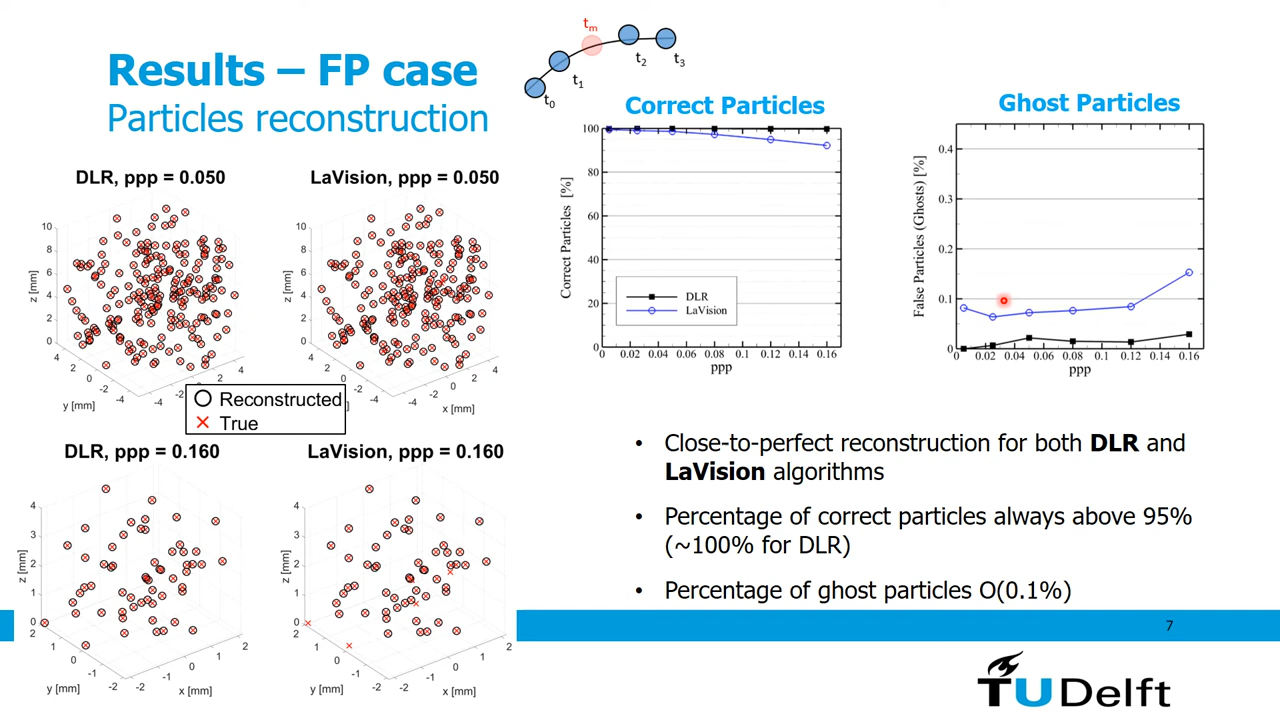 Results – FP case
Particles reconstruction
tm
t0
t1
t2
t3
DLR, ppp = 0.050
10
8
6
4
2
0
z [mm]
4
2
0
-2
-4
y [mm]
-4
-2
0
2
4
LaVision, ppp = 0.050
10
8
6
4
2
0
z [mm]
4
2
0
-2
-4
-4
-2
0
2
4
x [mm]
Reconstructed
True
DLR, ppp = 0.160
4
3
2
1
0
z [mm]
2
1
0
-1
-2
y [mm]
-2
-1
0
1
2
x [mm]
LaVision, ppp = 0.160
4
3
2
1
0
z [mm]
2
1
0
-1
-2
y [mm]
-2
-1
0
1
2
x [mm]
Correct Particles
100
80
60
40
20
0
Correct Particles [%]
DLR
LaVision
0 0.02 0.04 0.06 0.08 0.1 0.12 0.14 0.16
ppp
Ghost Particles
0.4
0.3
0.2
0.1
0
False Particles (Ghosts) [%]
0.02 0.04 0.06 0.08 0.1 0.12 0.14 0.16
ppp
• Close-to-perfect reconstruction for both DLR and
LaVision algorithms
• Percentage of correct particles always above 95%
(~100% for DLR)
• Percentage of ghost particles O(0.1%)
7
TU Delft